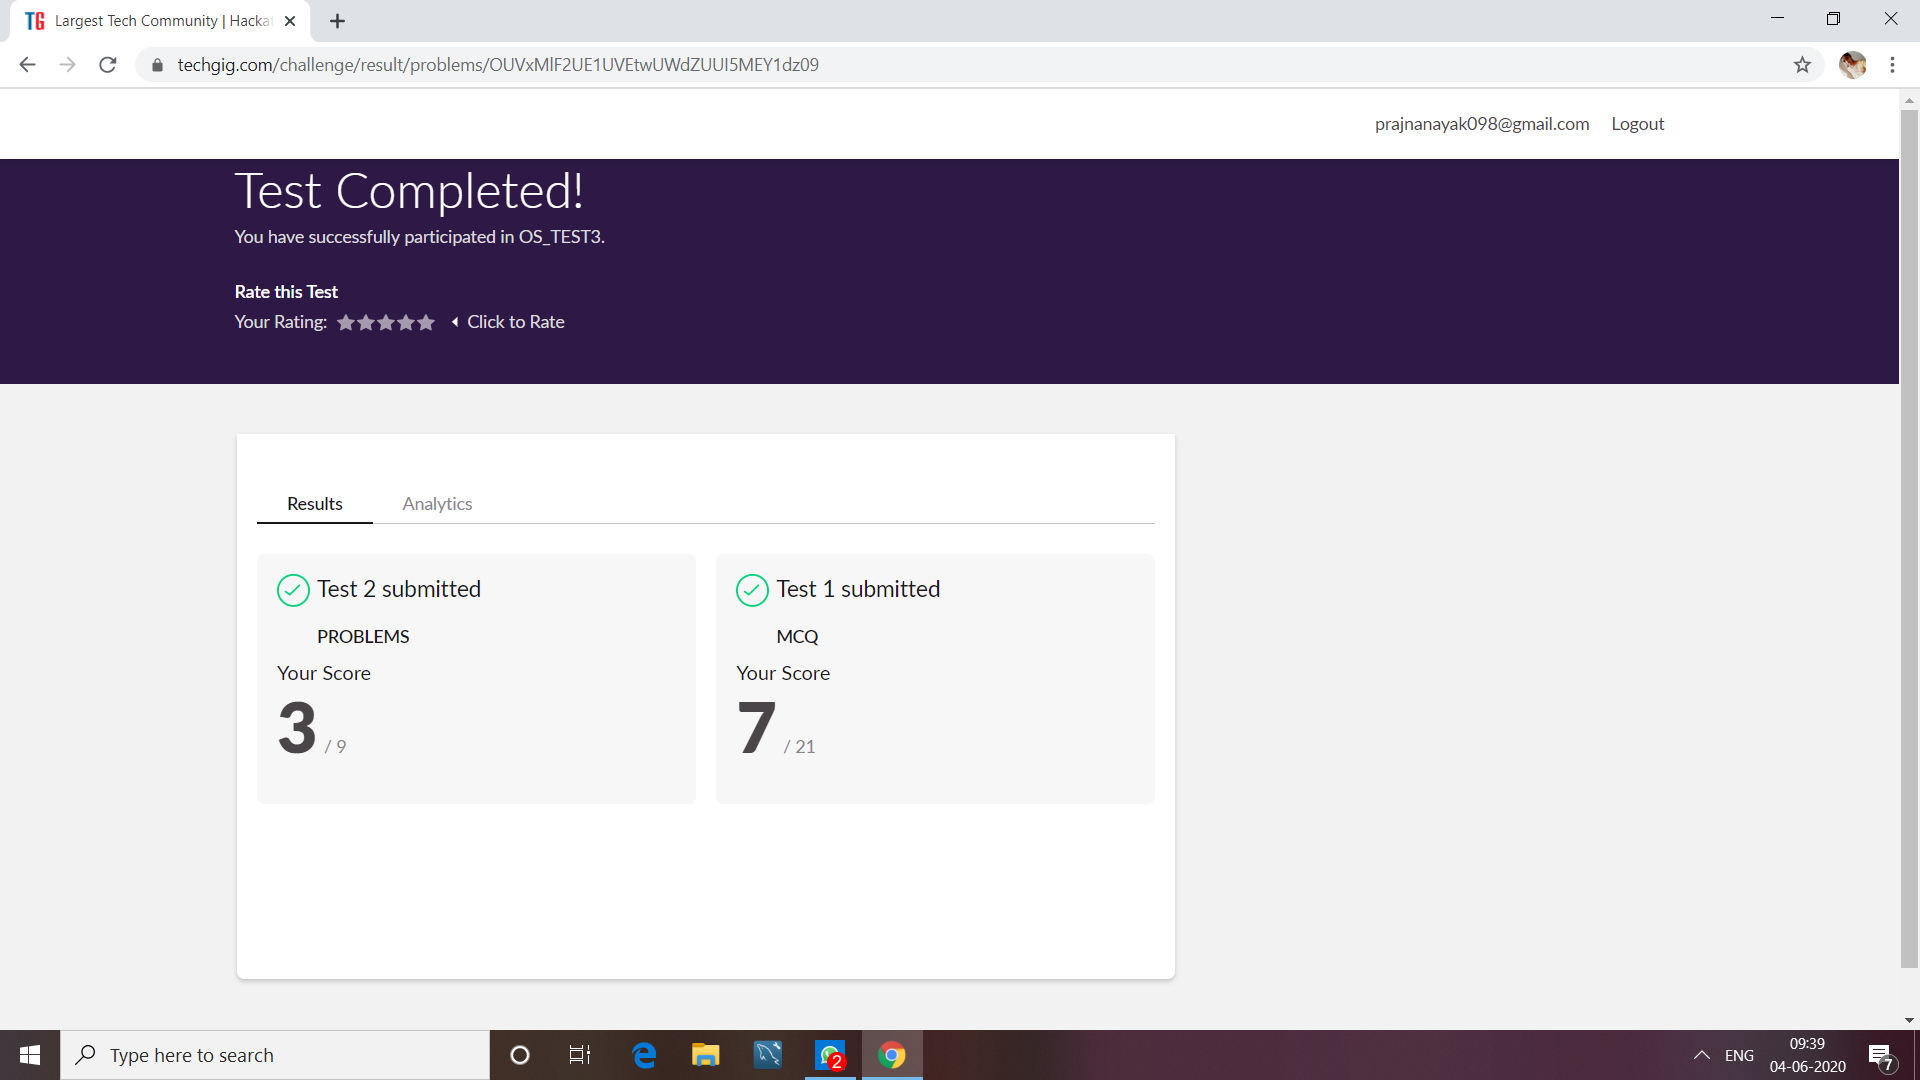 TG Largest Tech Community | Hacka
techgig.com/challenge/result/problems/OUVxMlF2UE1UVEtwUWdZUUI5MEY1dz09
prajnanayak098@gmail.com Logout
Test Completed!
You have successfully participated in OS_TEST3.
Rate this Test
Your Rating: Click to Rate
Results Analytics
Test 2 submitted
PROBLEMS
Your Score
3 / 9
Test 1 submitted
MCQ
Your Score
7 / 21
Type here to search
2
ENG
09:39
04-06-2020
7